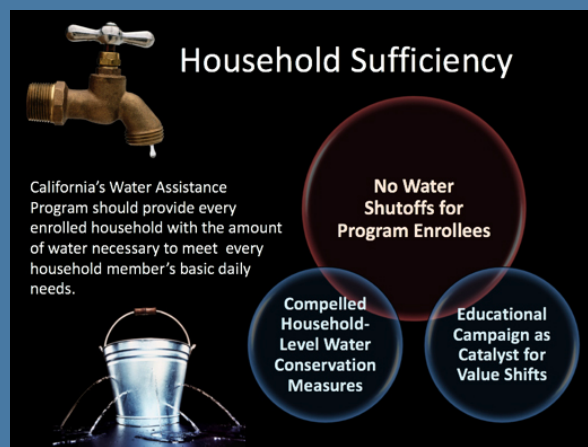 Household Sufficiency
California's Water Assistance
Program should provide every
enrolled household with the amount
of water necessary to meet every
household member's basic daily
needs.
No Water
Shutoffs for
Program Enrollees
Compelled
Household-
Level Water
Conservation
Measures
Educational
Campaign as
Catalyst for
Value Shifts